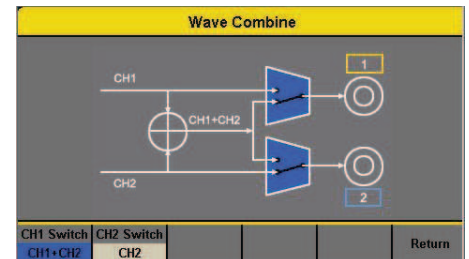 Wave Combine
1
CH1
CH1+CH2
CH2
2
CH1 Switch CH2 Switch
CH1+CH2 CH2 Return